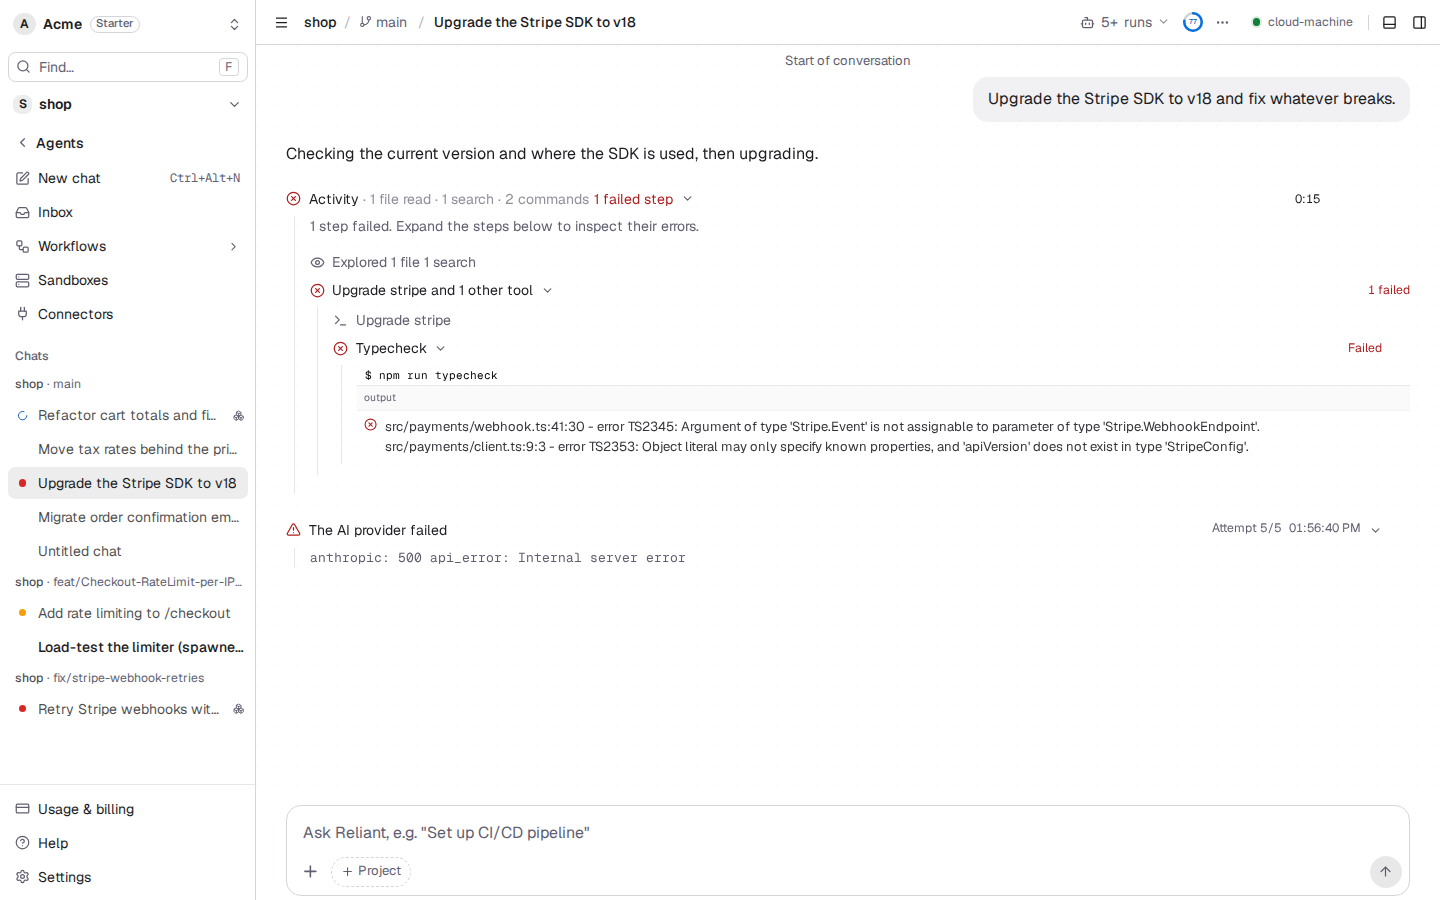 A Acme Starter
Find... F
S shop
Agents
New chat Ctrl+Alt+N
Inbox
Workflows
Sandboxes
Connectors
Chats
shop · main
Refactor cart totals and fi...
Move tax rates behind the pri...
Upgrade the Stripe SDK to v18
Migrate order confirmation em...
Untitled chat
shop · feat/Checkout-RateLimit-per-IP...
Add rate limiting to /checkout
Load-test the limiter (spawne...
shop · fix/stripe-webhook-retries
Retry Stripe webhooks wit...
Usage & billing
Help
Settings
shop / main / Upgrade the Stripe SDK to v18
5+ runs 77 cloud-machine
Start of conversation
Upgrade the Stripe SDK to v18 and fix whatever breaks.
Checking the current version and where the SDK is used, then upgrading.
Activity · 1 file read · 1 search · 2 commands 1 failed step 0:15
1 step failed. Expand the steps below to inspect their errors.
Explored 1 file 1 search
Upgrade stripe and 1 other tool 1 failed
Upgrade stripe
Typecheck Failed
$ npm run typecheck
output
src/payments/webhook.ts:41:30 - error TS2345: Argument of type 'Stripe.Event' is not assignable to parameter of type 'Stripe.WebhookEndpoint'.
src/payments/client.ts:9:3 - error TS2353: Object literal may only specify known properties, and 'apiVersion' does not exist in type 'StripeConfig'.
The AI provider failed Attempt 5/5 01:56:40 PM
anthropic: 500 api_error: Internal server error
Ask Reliant, e.g. "Set up CI/CD pipeline"
Project